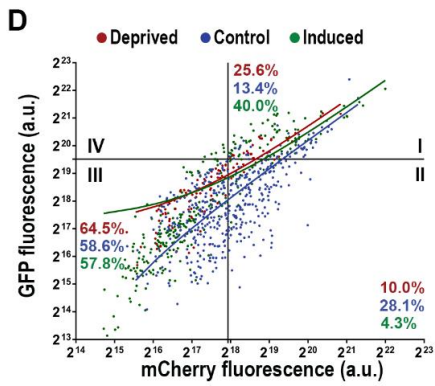 D
Deprived Control Induced
GFP fluorescence (a.u.)
2^23
2^22
2^21
2^20
2^19
2^18
2^17
2^16
2^15
2^14
2^13
25.6%
13.4%
40.0%
IV I
III II
64.5%
58.6%
57.8%
10.0%
28.1%
4.3%
2^14 2^15 2^16 2^17 2^18 2^19 2^20 2^21 2^22 2^23
mCherry fluorescence (a.u.)